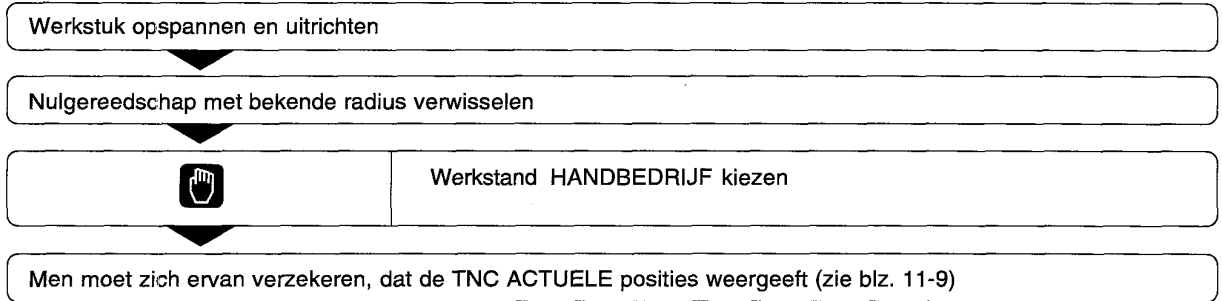 Werkstuk opspannen en uitrichten
Nulgereedschap met bekende radius verwisselen
Werkstand HANDBEDRIJF kiezen
Men moet zich ervan verzekeren, dat de TNC ACTUELE posities weergeeft (zie blz. 11-9)